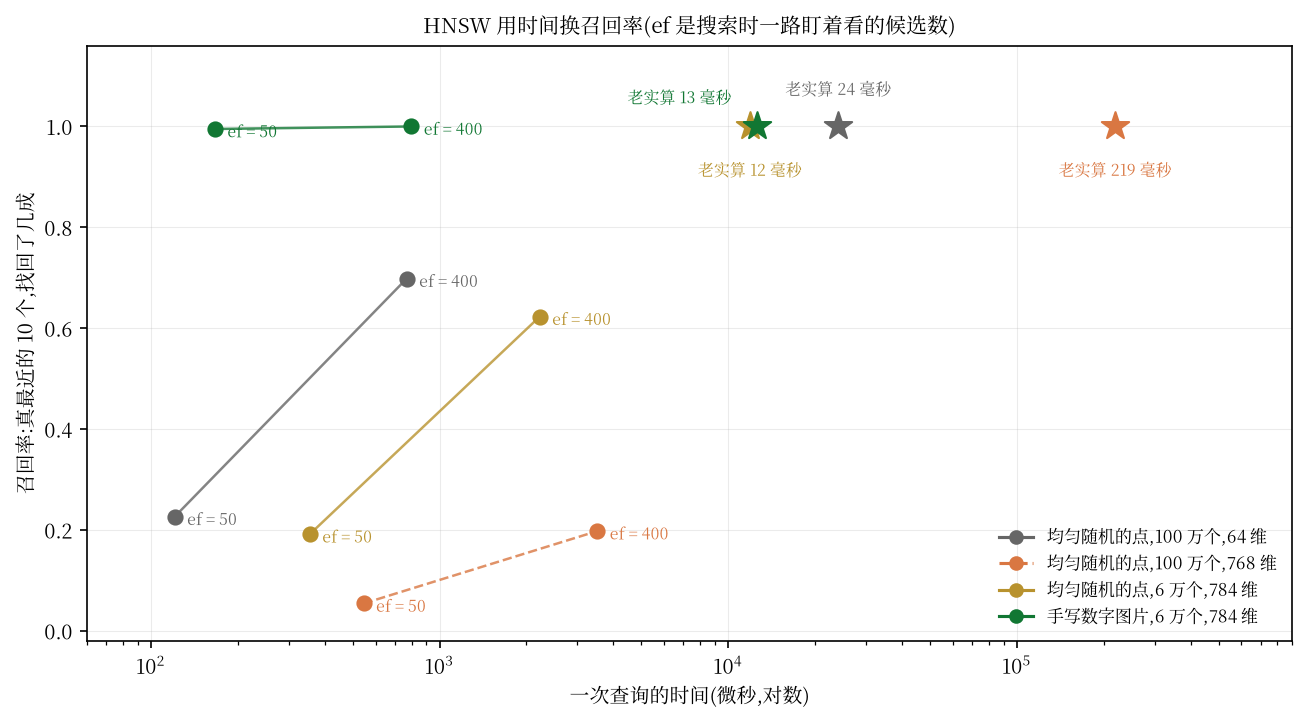 HNSW 用时间换召回率(ef 是搜索时一路盯着看的候选数)
老实算 13 毫秒
老实算 24 毫秒
老实算 12 毫秒
老实算 219 毫秒
ef = 50
ef = 400
ef = 400
ef = 400
ef = 50
ef = 50
ef = 400
ef = 50
召回率:真最近的 10 个,找回了几成
1.0
0.8
0.6
0.4
0.2
0.0
均匀随机的点,100 万个,64 维
均匀随机的点,100 万个,768 维
均匀随机的点,6 万个,784 维
手写数字图片,6 万个,784 维
10²
10³
10⁴
10⁵
一次查询的时间(微秒,对数)